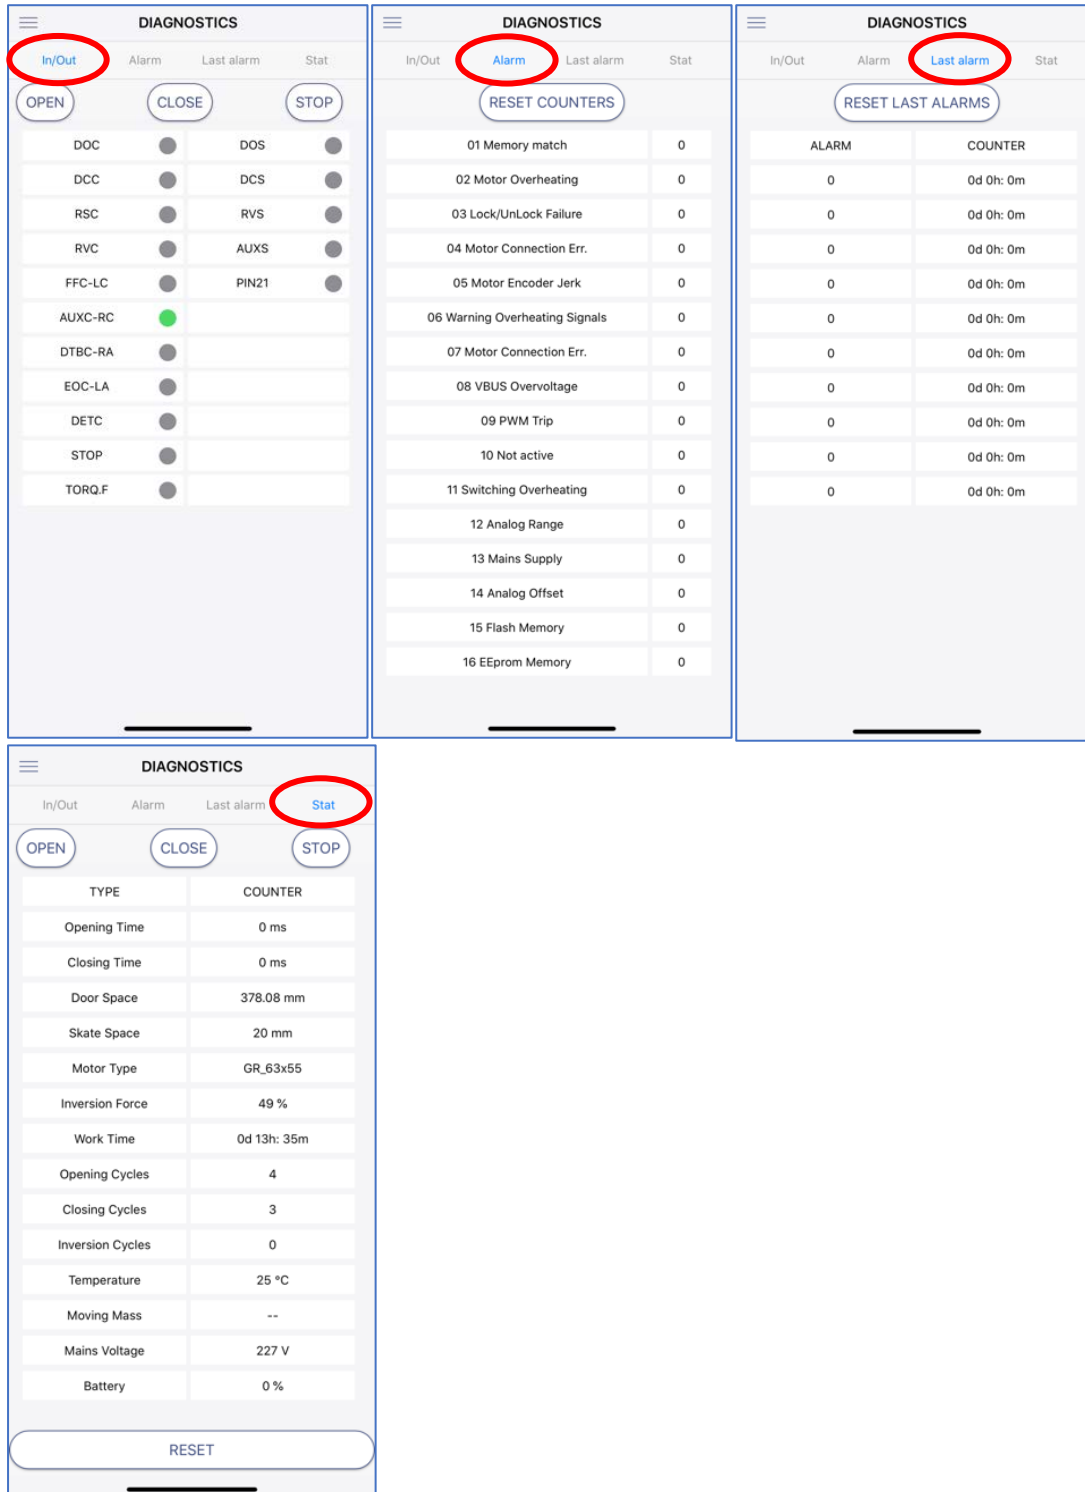 DIAGNOSTICS
In/Out Alarm Last alarm Stat
OPEN CLOSE STOP
DOC DOS
DCC DCS
RSC RVS
RVC AUXS
FFC-LC PIN21
AUXC-RC
DTBC-RA
EOC-LA
DETC
STOP
TORQ.F
DIAGNOSTICS
In/Out Alarm Last alarm Stat
RESET COUNTERS
01 Memory match 0
02 Motor Overheating 0
03 Lock/UnLock Failure 0
04 Motor Connection Err. 0
05 Motor Encoder Jerk 0
06 Warning Overheating Signals 0
07 Motor Connection Err. 0
08 VBUS Overvoltage 0
09 PWM Trip 0
10 Not active 0
11 Switching Overheating 0
12 Analog Range 0
13 Mains Supply 0
14 Analog Offset 0
15 Flash Memory 0
16 EEprom Memory 0
DIAGNOSTICS
In/Out Alarm Last alarm Stat
RESET LAST ALARMS
ALARM COUNTER
0 0d 0h: 0m
0 0d 0h: 0m
0 0d 0h: 0m
0 0d 0h: 0m
0 0d 0h: 0m
0 0d 0h: 0m
0 0d 0h: 0m
0 0d 0h: 0m
0 0d 0h: 0m
0 0d 0h: 0m
DIAGNOSTICS
In/Out Alarm Last alarm Stat
OPEN CLOSE STOP
TYPE COUNTER
Opening Time 0 ms
Closing Time 0 ms
Door Space 378.08 mm
Skate Space 20 mm
Motor Type GR_63x55
Inversion Force 49 %
Work Time 0d 13h: 35m
Opening Cycles 4
Closing Cycles 3
Inversion Cycles 0
Temperature 25 °C
Moving Mass --
Mains Voltage 227 V
Battery 0 %
RESET